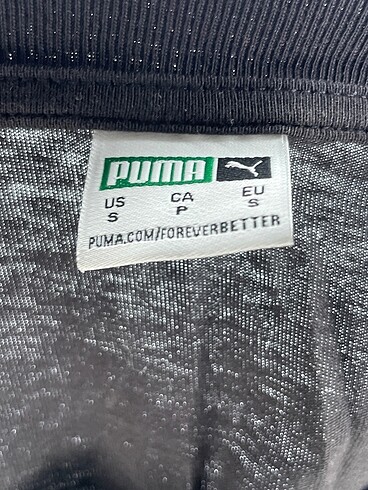 PUMA
US CA EU
S P S
PUMA.COM/FOREVERBETTER